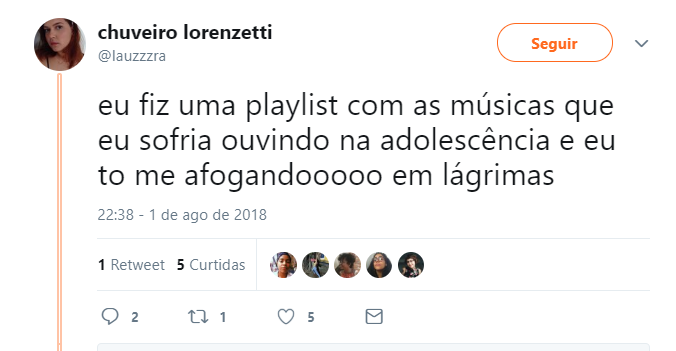 chuveiro lorenzetti
@lauzzzra
Seguir
eu fiz uma playlist com as músicas que
eu sofria ouvindo na adolescência e eu
to me afogandooooo em lágrimas
22:38 - 1 de ago de 2018
1 Retweet 5 Curtidas
2 1 5